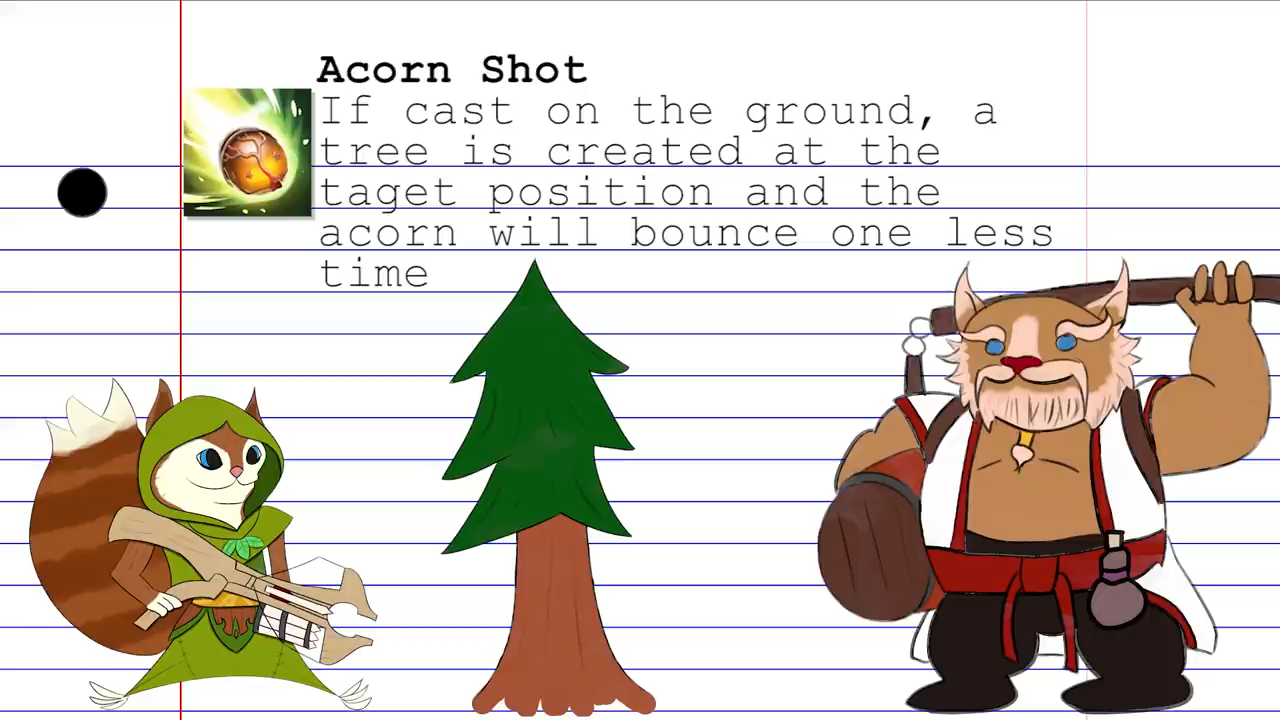 Acorn Shot
If cast on the ground, a
tree is created at the
taget position and the
acorn will bounce one less
time